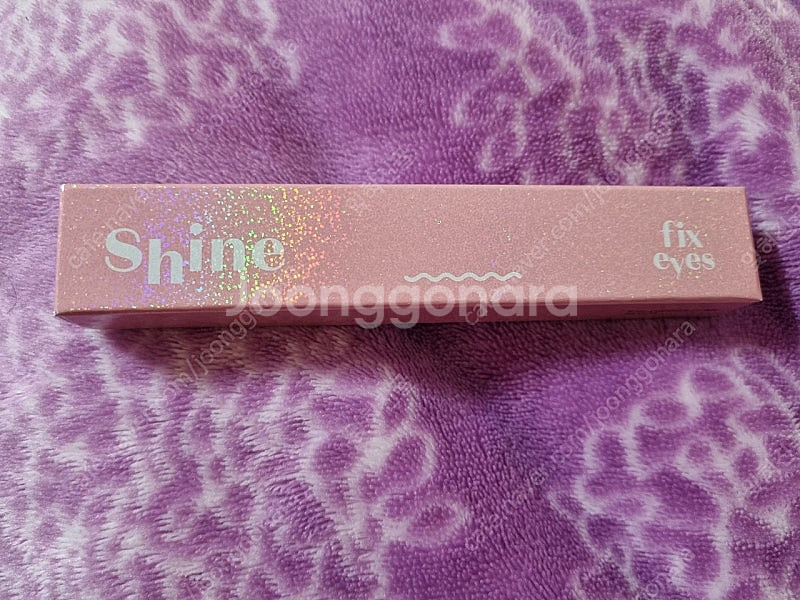 Shine
fix
eyes
Joonggonara